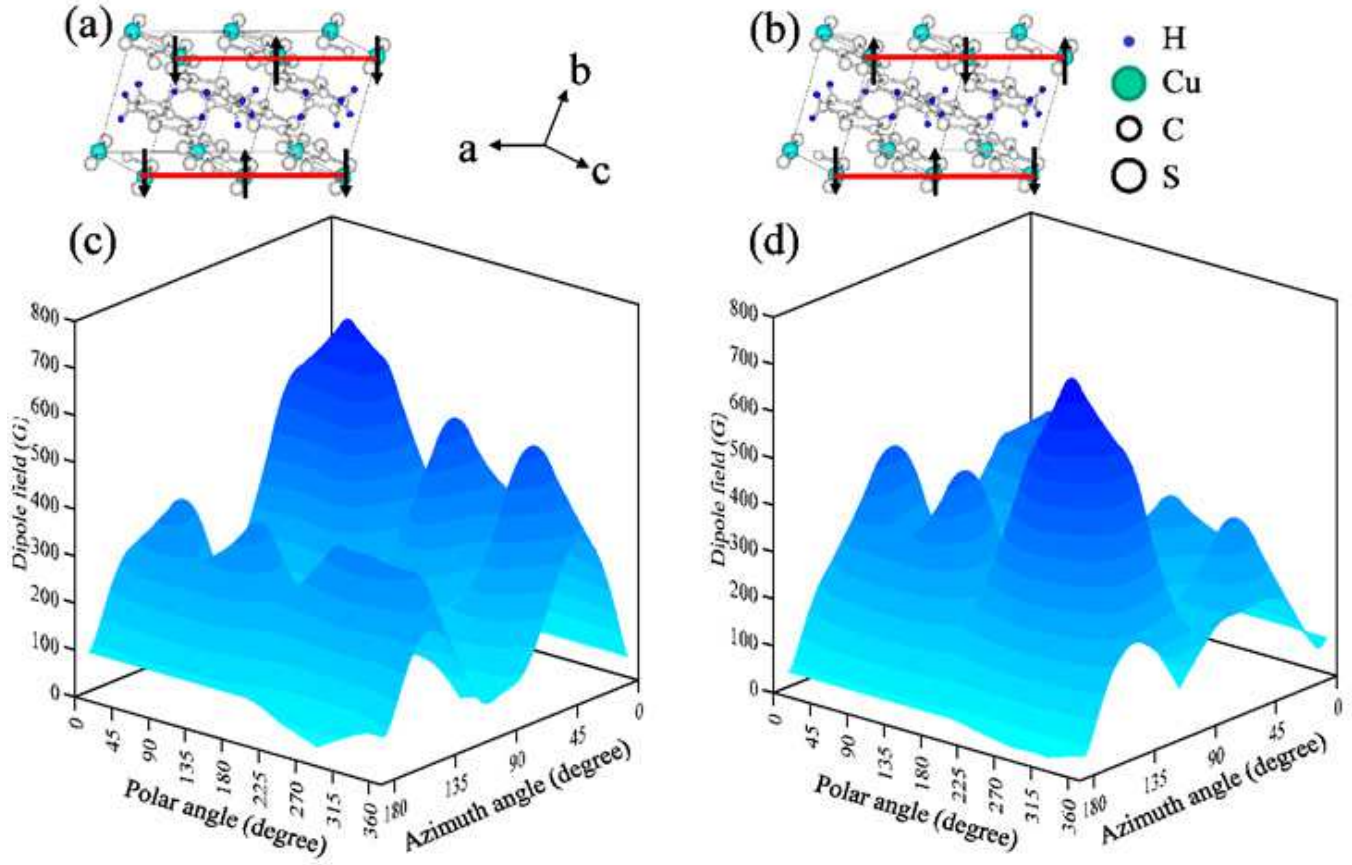 (a)
b
a
c
(b)
H
Cu
C
S
(c)
800
700
600
500
400
300
200
100
0
Dipole field (G)
0
45
90
135
180
225
270
315
360
Polar angle (degree)
180
135
90
45
0
Azimuth angle (degree)
(d)
800
700
600
500
400
300
200
100
0
Dipole field (G)
0
45
90
135
180
225
270
315
360
Polar angle (degree)
180
135
90
45
0
Azimuth angle (degree)